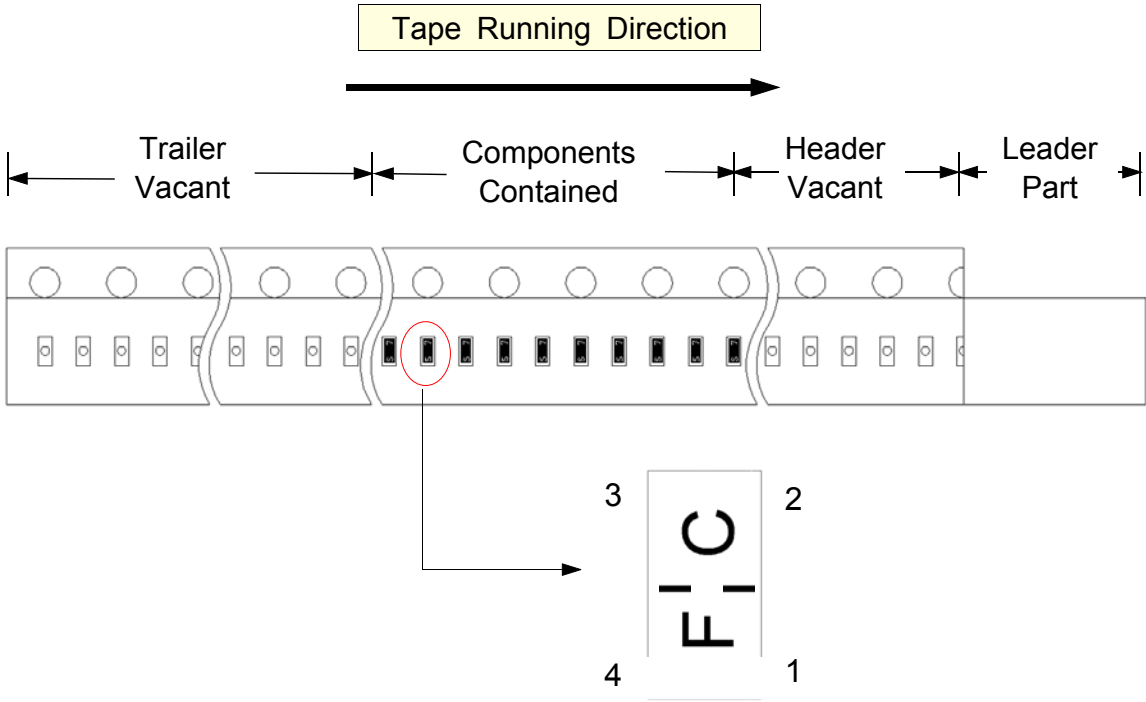 Tape Running Direction
Trailer
Vacant
Components
Contained
Header
Vacant
Leader
Part
3
2
C
F
4
1